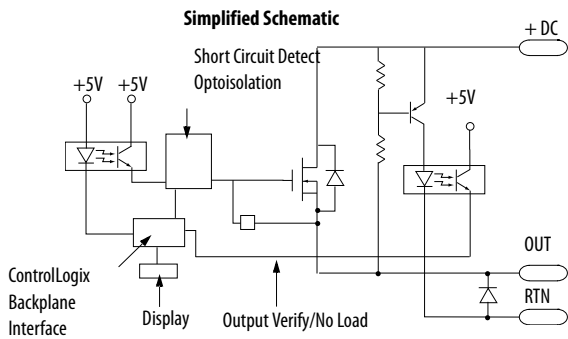 Simplified Schematic
+ DC
Short Circuit Detect
Optoisolation
+5V
+5V
+5V
OUT
ControlLogix
Backplane
Interface
Display
Output Verify/No Load
RTN